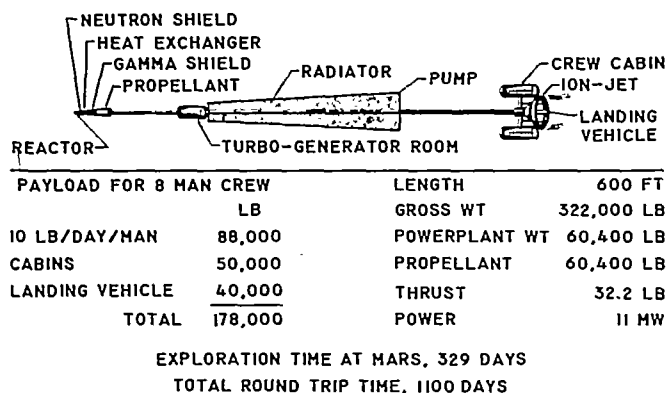 NEUTRON SHIELD
HEAT EXCHANGER
GAMMA SHIELD
PROPELLANT
RADIATOR
PUMP
CREW CABIN
ION-JET
LANDING VEHICLE
REACTOR
TURBO-GENERATOR ROOM
PAYLOAD FOR 8 MAN CREW
LB
10 LB/DAY/MAN 88,000
CABINS 50,000
LANDING VEHICLE 40,000
TOTAL 178,000
LENGTH 600 FT
GROSS WT 322,000 LB
POWERPLANT WT 60,400 LB
PROPELLANT 60,400 LB
THRUST 32.2 LB
POWER 11 MW
EXPLORATION TIME AT MARS, 329 DAYS
TOTAL ROUND TRIP TIME, 1100 DAYS